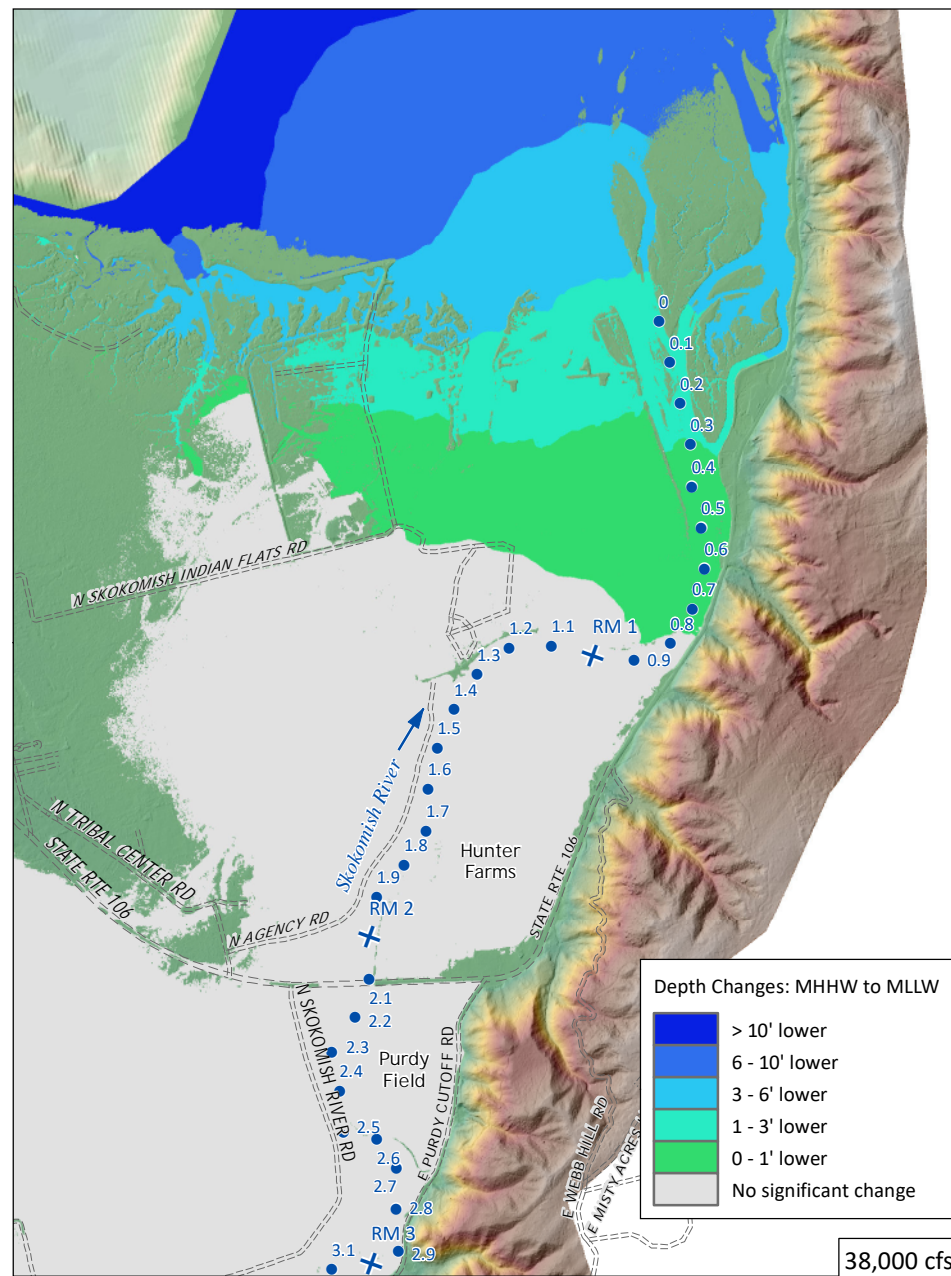 0
0.1
0.2
0.3
0.4
0.5
0.6
0.7
0.8
0.9
RM 1
1.1
1.2
1.3
1.4
1.5
1.6
1.7
1.8
1.9
RM 2
2.1
2.2
2.3
2.4
2.5
2.6
2.7
2.8
2.9
RM 3
3.1
N SKOKOMISH INDIAN FLATS RD
Skokomish River
Hunter
Farms
N TRIBAL CENTER RD
STATE RTE 106
N AGENCY RD
STATE RTE 106
N SKOKOMISH RIVER RD
Purdy
Field
E PURDY CUTOFF RD
E WEBB HILL RD
E MISTY ACRES
Depth Changes: MHHW to MLLW
> 10' lower
6 - 10' lower
3 - 6' lower
1 - 3' lower
0 - 1' lower
No significant change
38,000 cfs